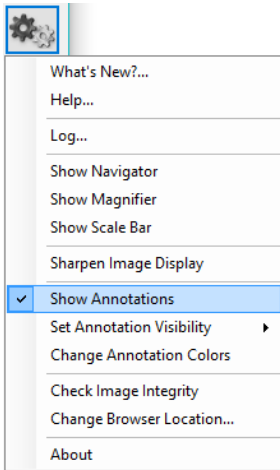 What's New?...
Help...
Log...
Show Navigator
Show Magnifier
Show Scale Bar
Sharpen Image Display
Show Annotations
Set Annotation Visibility
Change Annotation Colors
Check Image Integrity
Change Browser Location...
About